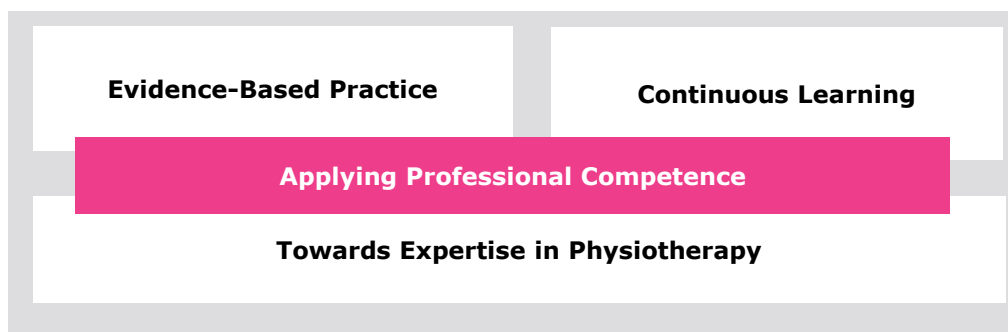 Evidence-Based Practice
Continuous Learning
Applying Professional Competence
Towards Expertise in Physiotherapy